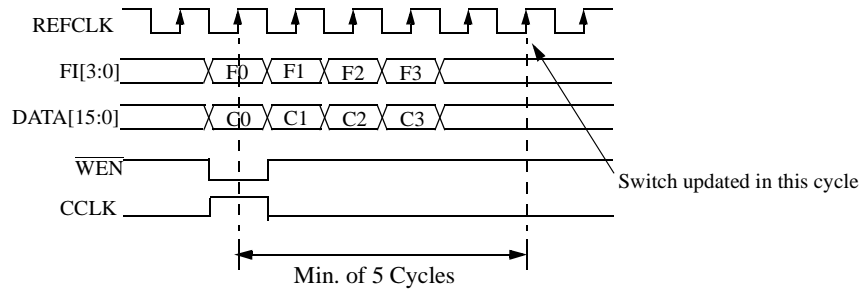 REFCLK
FI[3:0] F0 F1 F2 F3
DATA[15:0] C0 C1 C2 C3
WEN
Switch updated in this cycle
CCLK
Min. of 5 Cycles